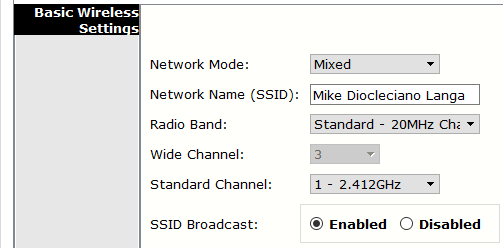 Basic Wireless
Settings
Network Mode: Mixed
Network Name (SSID): Mike Diocleciano Langa
Radio Band: Standard - 20MHz Cha
Wide Channel: 3
Standard Channel: 1 - 2.412GHz
SSID Broadcast: Enabled Disabled